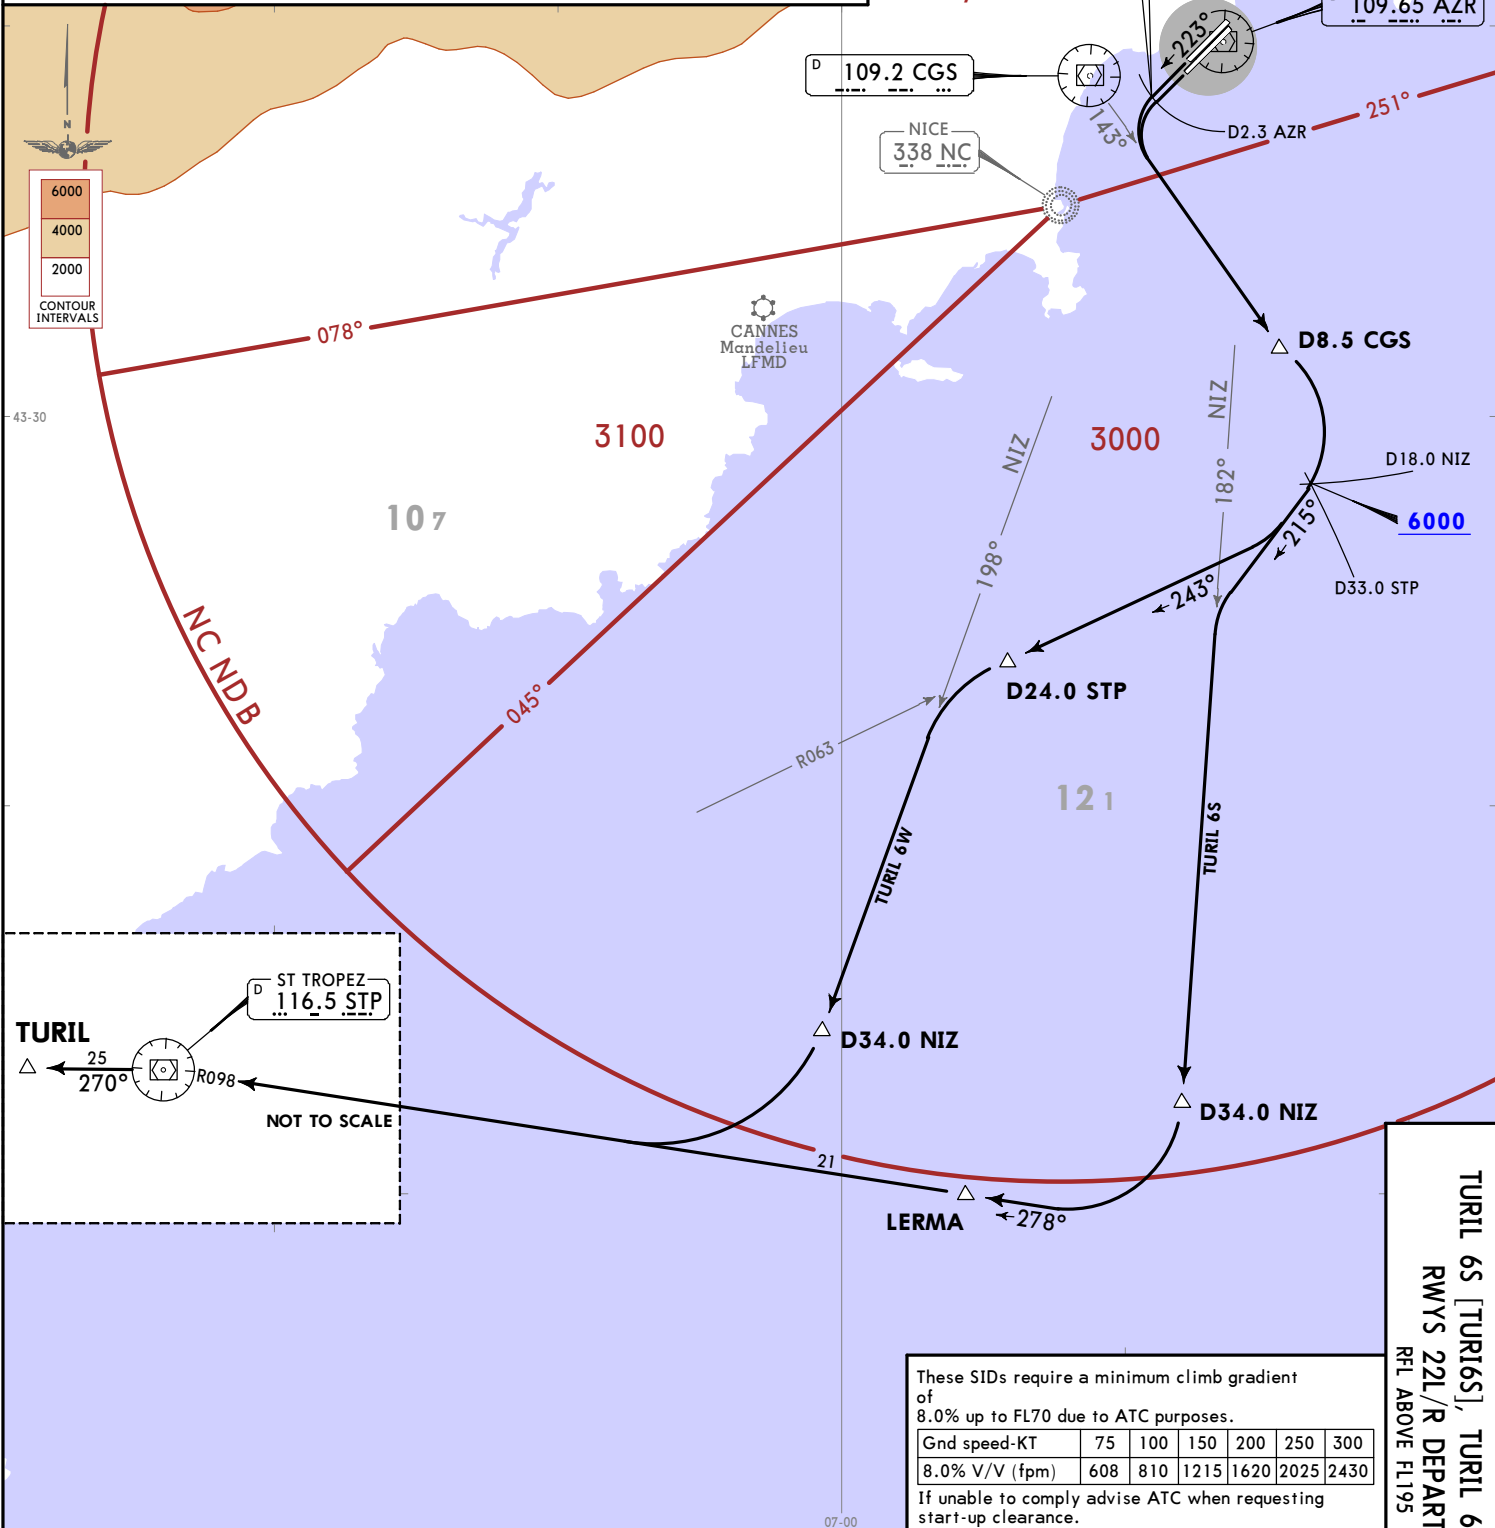 109.65 AZR
223°
D 109.2 CGS
251°
143°
D2.3 AZR
NICE
338 NC
N
6000
4000
2000
CONTOUR
INTERVALS
078°
CANNES
Mandelieu
LFMD
D8.5 CGS
43-30
3100
3000
NIZ
NIZ
D18.0 NIZ
182°
107
6000
215°
198°
D33.0 STP
243°
NC NDB
045°
D24.0 STP
R063
121
TURIL 6W
TURIL 6S
ST TROPEZ
D 116.5 STP
TURIL
25
270°
R098
NOT TO SCALE
D34.0 NIZ
D34.0 NIZ
21
LERMA
278°
TURIL 6S [TURI6S], TURIL 6
RWYS 22L/R DEPART
RFL ABOVE FL195
These SIDs require a minimum climb gradient
of
8.0% up to FL70 due to ATC purposes.
Gnd speed-KT 75 100 150 200 250 300
8.0% V/V (fpm) 608 810 1215 1620 2025 2430
If unable to comply advise ATC when requesting
start-up clearance.
07-00